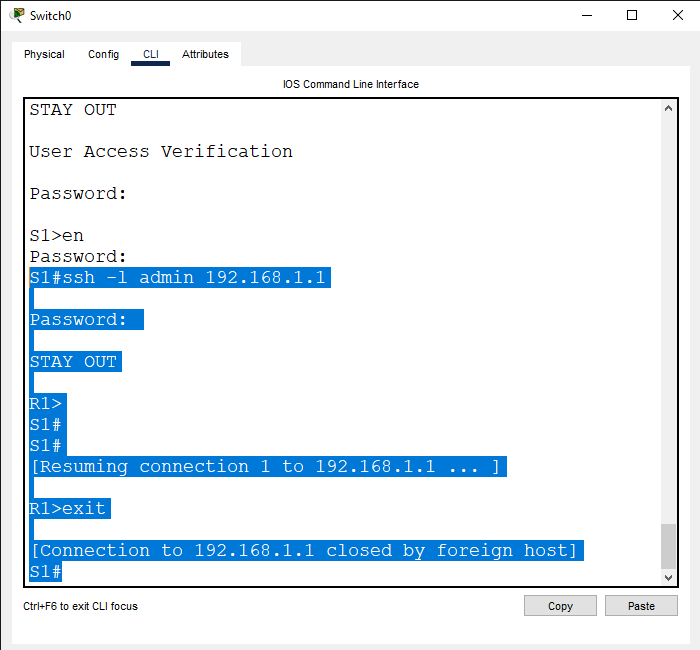 Switch0
Physical Config CLI Attributes
IOS Command Line Interface
STAY OUT
User Access Verification
Password:
S1>en
Password:
S1#ssh -l admin 192.168.1.1
Password:
STAY OUT
R1>
S1#
S1#
[Resuming connection 1 to 192.168.1.1 ... ]
R1>exit
[Connection to 192.168.1.1 closed by foreign host]
S1#
Ctrl+F6 to exit CLI focus
Copy Paste